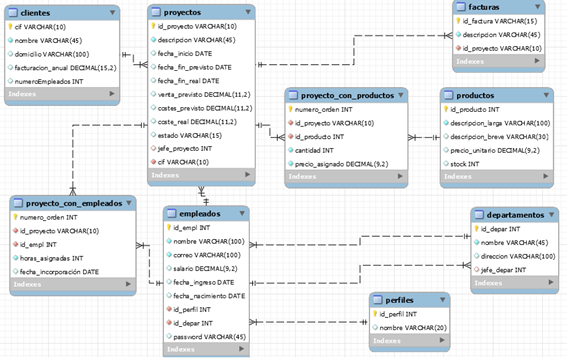 clientes
cif VARCHAR(10)
nombre VARCHAR(45)
domicilio VARCHAR(100)
facturacion_anual DECIMAL(15,2)
numeroEmpleados INT
Indexes
proyectos
id_proyecto VARCHAR(10)
descripcion VARCHAR(45)
fecha_inicio DATE
fecha_fin_previsto DATE
fecha_fin_real DATE
venta_previsto DECIMAL(11,2)
costes_previsto DECIMAL(11,2)
coste_real DECIMAL(11,2)
estado VARCHAR(15)
jefe_proyecto INT
cif VARCHAR(10)
Indexes
facturas
id_factura VARCHAR(15)
descripcion VARCHAR(45)
id_proyecto VARCHAR(10)
Indexes
proyecto_con_productos
numero_orden INT
id_proyecto VARCHAR(10)
id_producto INT
cantidad INT
precio_asignado DECIMAL(9,2)
Indexes
productos
id_producto INT
descripcion_larga VARCHAR(100)
descripcion_breve VARCHAR(30)
precio_unitario DECIMAL(9,2)
stock INT
Indexes
proyecto_con_empleados
numero_orden INT
id_proyecto VARCHAR(10)
id_empl INT
horas_asignadas INT
fecha_incorporación DATE
Indexes
empleados
id_empl INT
nombre VARCHAR(100)
correo VARCHAR(100)
salario DECIMAL(9,2)
fecha_ingreso DATE
fecha_nacimiento DATE
id_perfil INT
id_depar INT
password VARCHAR(45)
Indexes
departamentos
id_depar INT
nombre VARCHAR(45)
direccion VARCHAR(100)
jefe_depar INT
Indexes
perfiles
id_perfil INT
nombre VARCHAR(20)
Indexes